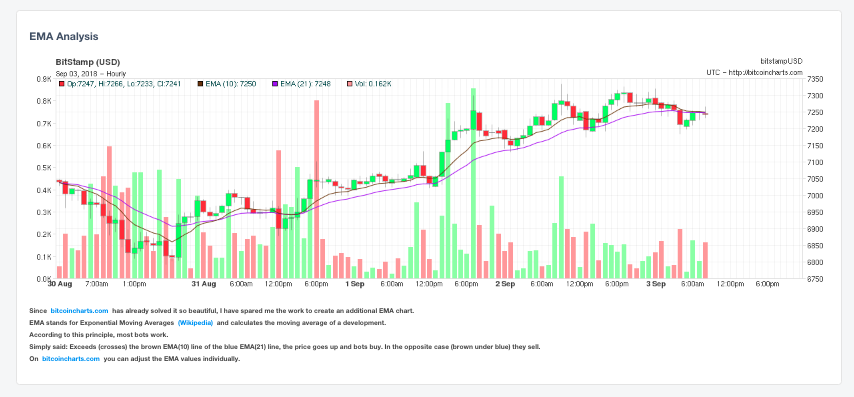 EMA Analysis
BitStamp (USD)
bitstampUSD
Sep 03, 2018 – Hourly
UTC – http://bitcoincharts.com
Op:7247, Hi:7266, Lo:7233, Cl:7241
EMA (10): 7250
EMA (21): 7248
Vol: 0.162K
0.9K
0.8K
0.7K
0.6K
0.5K
0.4K
0.3K
0.2K
0.1K
0.0K
7350
7300
7250
7200
7150
7100
7050
7000
6950
6900
6850
6800
6750
30 Aug 7:00am 1:00pm 31 Aug 6:00am 12:00pm 6:00pm 1 Sep 6:00am 12:00pm 6:00pm 2 Sep 6:00am 12:00pm 6:00pm 3 Sep 6:00am 12:00pm 6:00pm
Since bitcoincharts.com has already solved it so beautiful, I have spared me the work to create an additional EMA chart.
EMA stands for Exponential Moving Averages (Wikipedia) and calculates the moving average of a development.
According to this principle, most bots work.
Simply said: Exceeds (crosses) the brown EMA(10) line of the blue EMA(21) line, the price goes up and bots buy. In the opposite case (brown under blue) they sell.
On bitcoincharts.com you can adjust the EMA values individually.